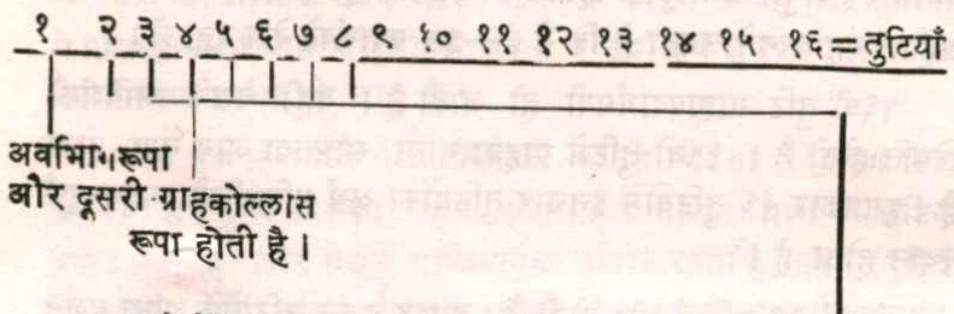 १ २ ३ ४ ५ ६ ७ ८ ९ १० ११ १२ १३ १४ १५ १६ = तुटियाँ
अर्वाभाग रूपा
और दूसरी ग्राहकोल्लास
रूपा होती है ।